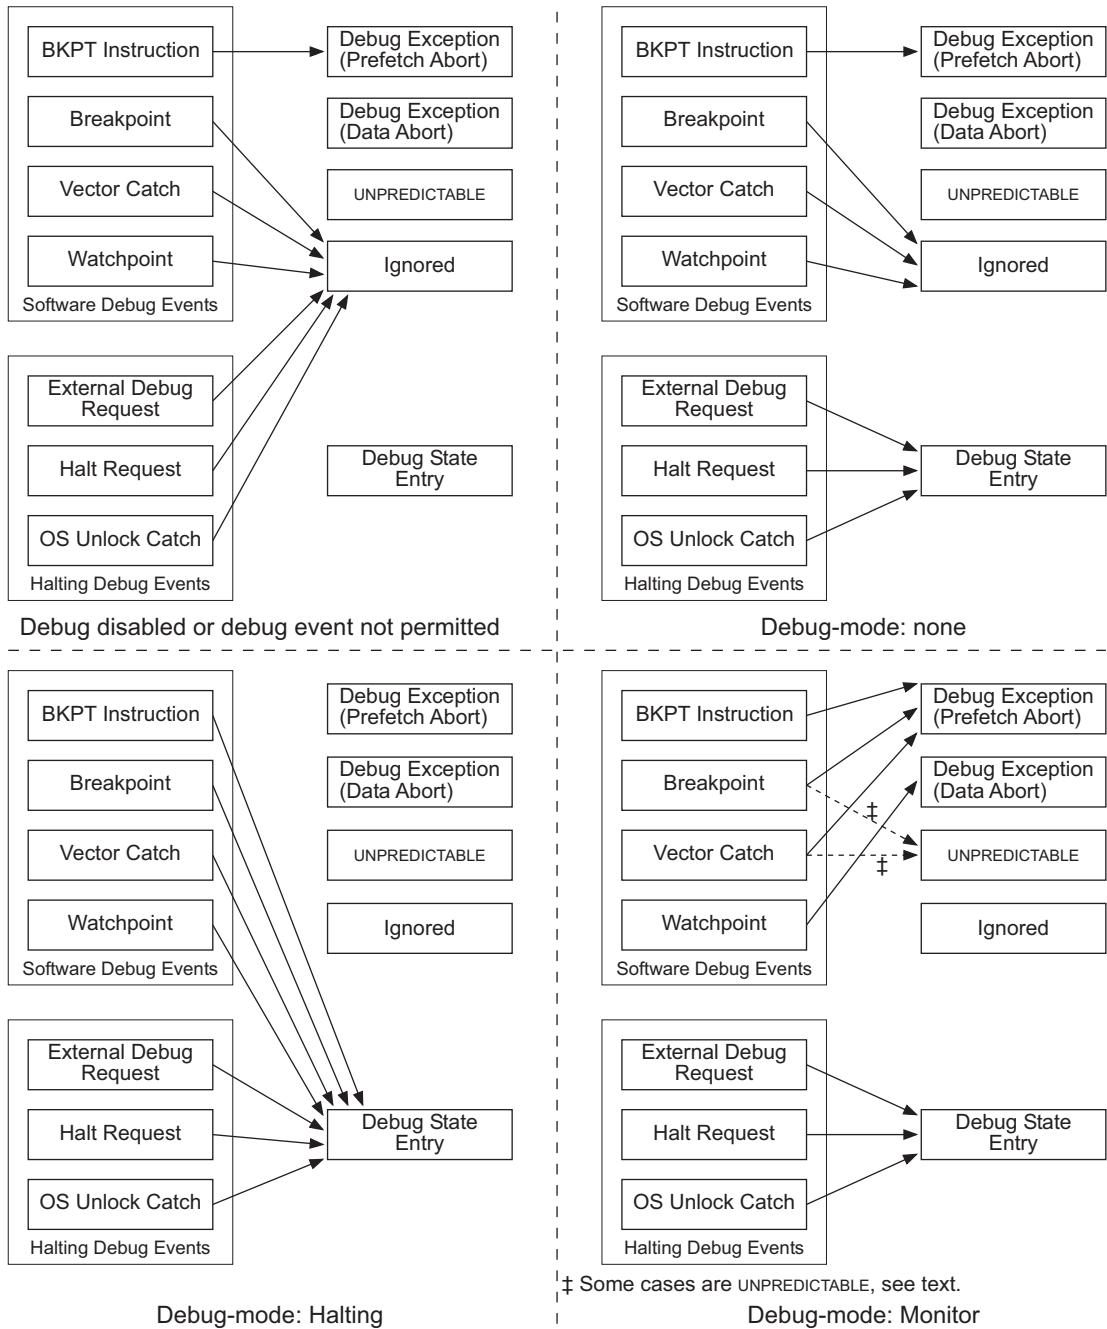 BKPT Instruction
Debug Exception
(Prefetch Abort)
Breakpoint
Debug Exception
(Data Abort)
Vector Catch
UNPREDICTABLE
Watchpoint
Ignored
Software Debug Events
External Debug
Request
Halt Request
Debug State
Entry
OS Unlock Catch
Halting Debug Events
Debug disabled or debug event not permitted
BKPT Instruction
Debug Exception
(Prefetch Abort)
Breakpoint
Debug Exception
(Data Abort)
Vector Catch
UNPREDICTABLE
Watchpoint
Ignored
Software Debug Events
External Debug
Request
Halt Request
Debug State
Entry
OS Unlock Catch
Halting Debug Events
Debug-mode: none
BKPT Instruction
Debug Exception
(Prefetch Abort)
Breakpoint
Debug Exception
(Data Abort)
Vector Catch
UNPREDICTABLE
Watchpoint
Ignored
Software Debug Events
External Debug
Request
Halt Request
Debug State
Entry
OS Unlock Catch
Halting Debug Events
Debug-mode: Halting
BKPT Instruction
Debug Exception
(Prefetch Abort)
Breakpoint
Debug Exception
(Data Abort)
‡
Vector Catch
UNPREDICTABLE
‡
Watchpoint
Ignored
Software Debug Events
External Debug
Request
Halt Request
Debug State
Entry
OS Unlock Catch
Halting Debug Events
‡ Some cases are UNPREDICTABLE, see text.
Debug-mode: Monitor